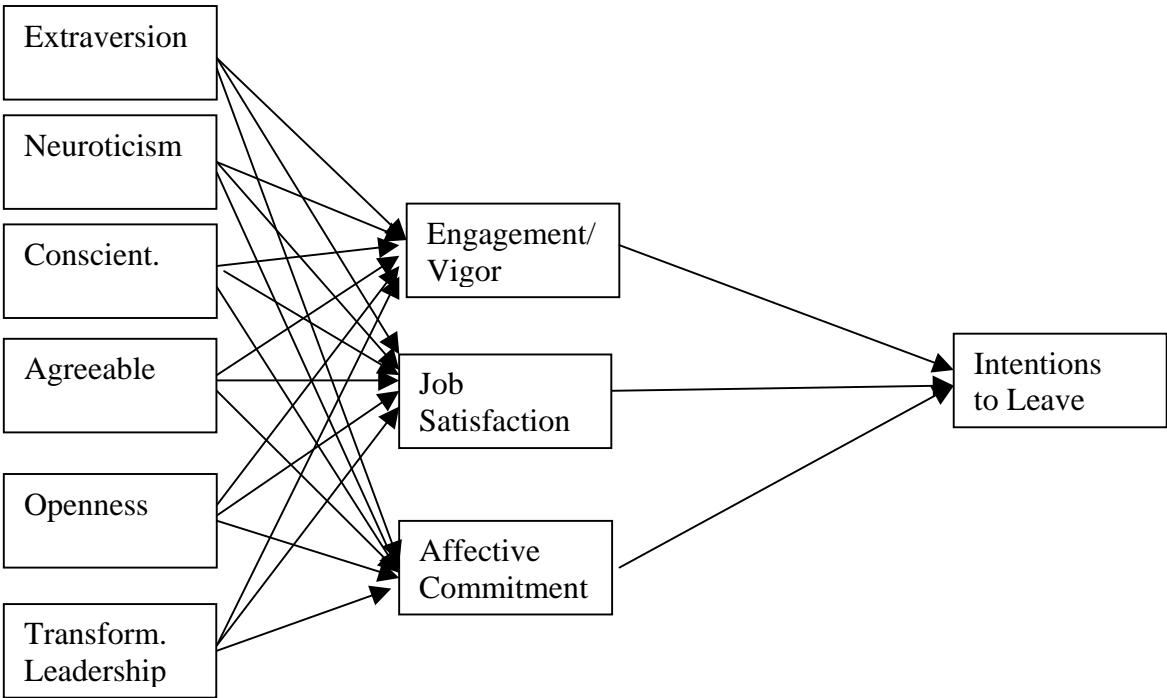 Extraversion
Neuroticism
Conscient.
Agreeable
Openness
Transform.
Leadership
Engagement/
Vigor
Job
Satisfaction
Affective
Commitment
Intentions
to Leave